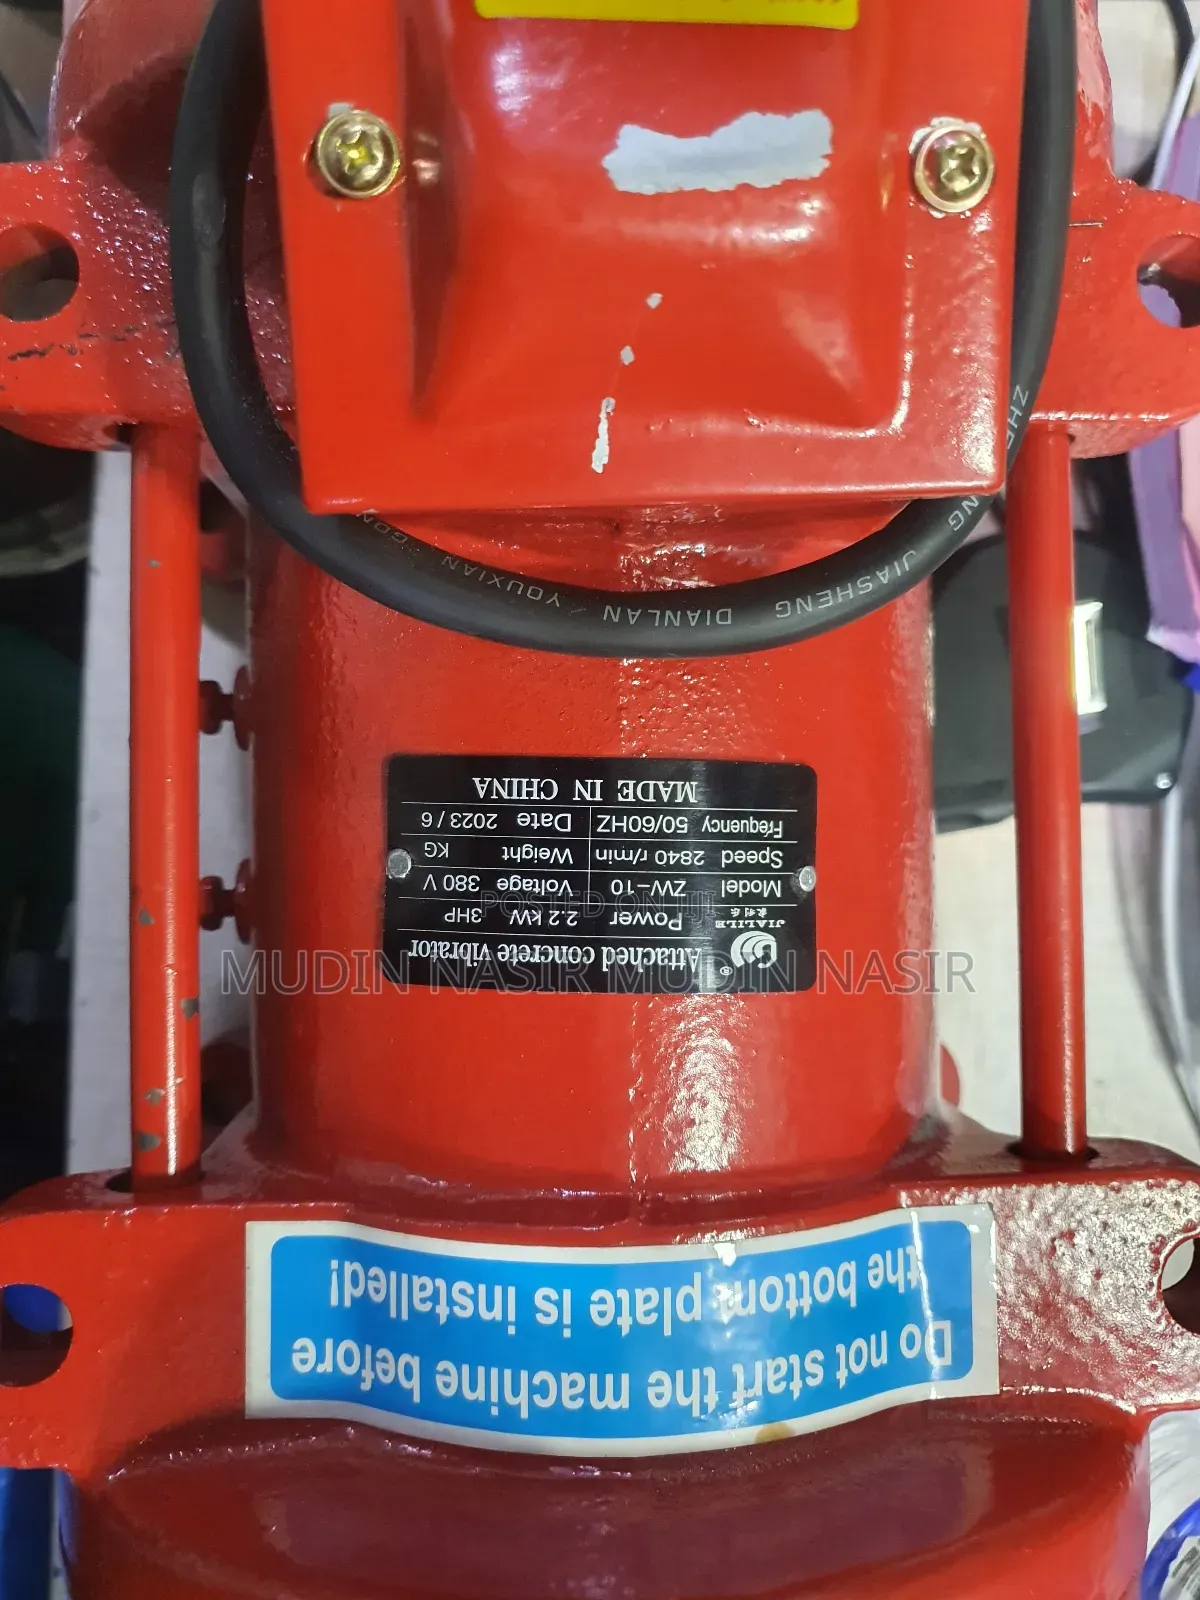 Do not start the machine before
the bottom plate is installed!
JIALILE
Attached concrete vibrator
Power 2.2 kW 3HP
Model ZW-10 Voltage 380 V
Speed 2840 r/min Weight KG
Frequency 50/60HZ Date 2023/6
MADE IN CHINA
JIASHENG DIANLAN / YOUXIAN
POSTED ON JIJI
MUDIN NASIR MUDIN NASIR